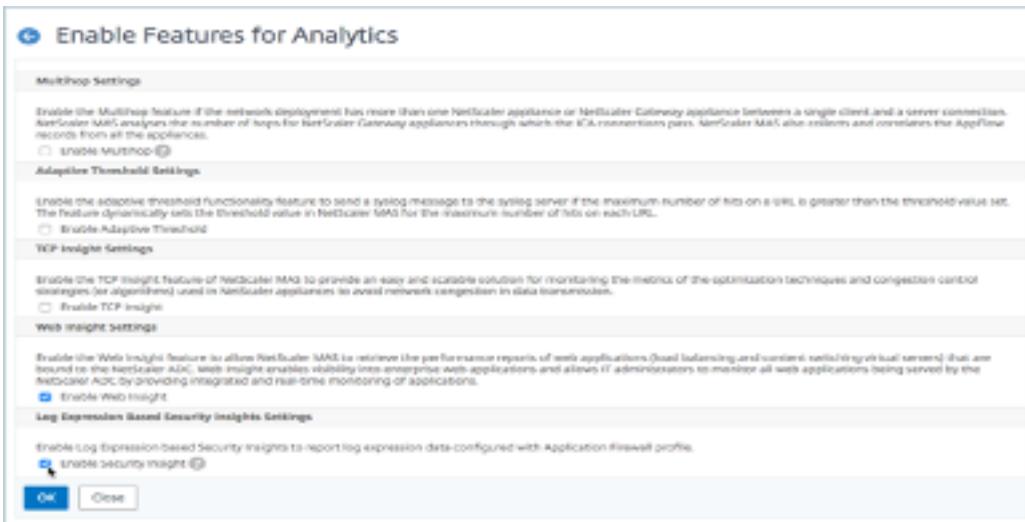 Enable Features for Analytics
Multihop Settings
Enable the Multihop feature if the network deployment has more than one NetScaler appliance or NetScaler Gateway appliance between a single client and a server connection.
NetScaler MAS analyses the number of hops for NetScaler Gateway appliances through which the ICA connections pass. NetScaler MAS also collects and correlates the AppFlow
records from all the appliances.
Enable Multihop
Adaptive Threshold Settings
Enable the adaptive threshold functionality feature to send a syslog message to the syslog server if the maximum number of hits on a URL is greater than the threshold value set.
The feature dynamically sets the threshold value in NetScaler MAS for the maximum number of hits on each URL.
Enable Adaptive Threshold
TCP Insight Settings
Enable the TCP Insight feature of NetScaler MAS to provide an easy and scalable solution for monitoring the metrics of the optimization techniques and congestion control
strategies (or algorithms) used in NetScaler appliances to avoid network congestion in data transmission.
Enable TCP Insight
Web Insight Settings
Enable the Web Insight feature to allow NetScaler MAS to retrieve the performance reports of web applications (load balancing and content switching virtual servers) that are
bound to the NetScaler ADC. Web Insight enables visibility into enterprise web applications and allows IT administrators to monitor all web applications being served by the
NetScaler ADC by providing integrated and real-time monitoring of applications.
Enable Web Insight
Log Expression Based Security Insights Settings
Enable Log Expression based Security Insights to report log expression data configured with Application Firewall profile.
Enable Security Insight
OK Close